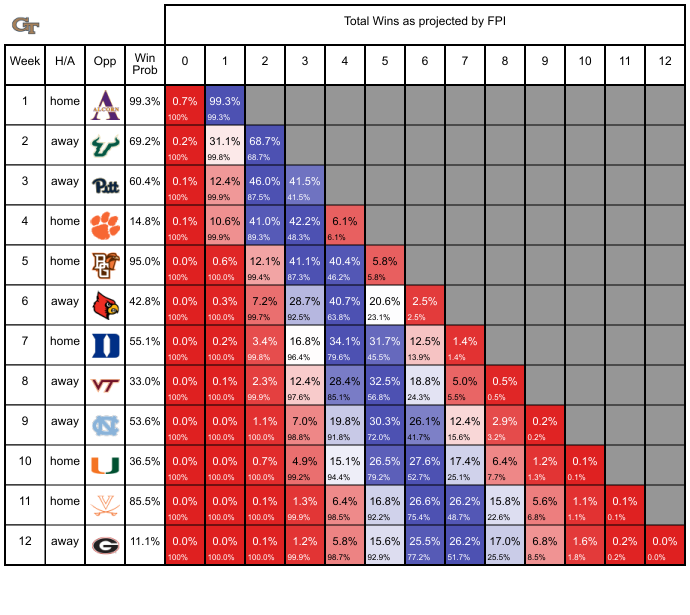 GT
Total Wins as projected by FPI
Week H/A Opp Win Prob 0 1 2 3 4 5 6 7 8 9 10 11 12
1 home A ALCORN 99.3% 0.7% 99.3%
100% 99.3%
2 away 69.2% 0.2% 31.1% 68.7%
100% 99.8% 68.7%
3 away Pitt 60.4% 0.1% 12.4% 46.0% 41.5%
100% 99.9% 87.5% 41.5%
4 home 14.8% 0.1% 10.6% 41.0% 42.2% 6.1%
100% 99.9% 89.3% 48.3% 6.1%
5 home BG 95.0% 0.0% 0.6% 12.1% 41.1% 40.4% 5.8%
100% 100.0% 99.4% 87.3% 46.2% 5.8%
6 away 42.8% 0.0% 0.3% 7.2% 28.7% 40.7% 20.6% 2.5%
100% 100.0% 99.7% 92.5% 63.8% 23.1% 2.5%
7 home D 55.1% 0.0% 0.2% 3.4% 16.8% 34.1% 31.7% 12.5% 1.4%
100% 100.0% 99.8% 96.4% 79.6% 45.5% 13.9% 1.4%
8 away VT 33.0% 0.0% 0.1% 2.3% 12.4% 28.4% 32.5% 18.8% 5.0% 0.5%
100% 100.0% 99.9% 97.6% 85.1% 56.8% 24.3% 5.5% 0.5%
9 away NC 53.6% 0.0% 0.0% 1.1% 7.0% 19.8% 30.3% 26.1% 12.4% 2.9% 0.2%
100% 100.0% 100.0% 98.8% 91.8% 72.0% 41.7% 15.6% 3.2% 0.2%
10 home U 36.5% 0.0% 0.0% 0.7% 4.9% 15.1% 26.5% 27.6% 17.4% 6.4% 1.2% 0.1%
100% 100.0% 100.0% 99.2% 94.4% 79.2% 52.7% 25.1% 7.7% 1.3% 0.1%
11 home V 85.5% 0.0% 0.0% 0.1% 1.3% 6.4% 16.8% 26.6% 26.2% 15.8% 5.6% 1.1% 0.1%
100% 100.0% 100.0% 99.9% 98.5% 92.2% 75.4% 48.7% 22.6% 6.8% 1.1% 0.1%
12 away G 11.1% 0.0% 0.0% 0.1% 1.2% 5.8% 15.6% 25.5% 26.2% 17.0% 6.8% 1.6% 0.2% 0.0%
100% 100.0% 100.0% 99.9% 98.7% 92.9% 77.2% 51.7% 25.5% 8.5% 1.8% 0.2% 0.0%